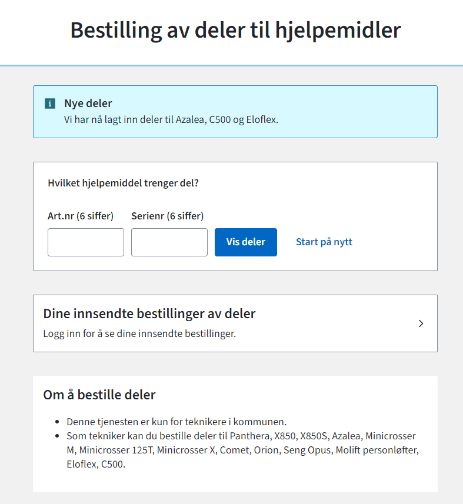 Bestilling av deler til hjelpemidler
Nye deler
Vi har nå lagt inn deler til Azalea, C500 og Eloflex.
Hvilket hjelpemiddel trenger del?
Art.nr (6 siffer) Serienr (6 siffer)
Vis deler Start på nytt
Dine innsendte bestillinger av deler
Logg inn for å se dine innsendte bestillinger.
Om å bestille deler
• Denne tjenesten er kun for teknikere i kommunen.
• Som tekniker kan du bestille deler til Panthera, X850, X850S, Azalea, Minicrosser
M, Minicrosser 125T, Minicrosser X, Comet, Orion, Seng Opus, Molift personløfter,
Eloflex, C500.